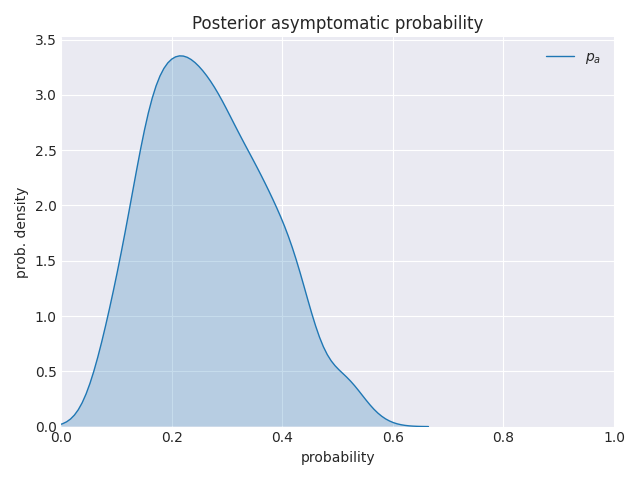 Posterior asymptomatic probability
3.5
3.0
2.5
2.0
1.5
1.0
0.5
0.0
prob. density
pₐ
0.0 0.2 0.4 0.6 0.8 1.0
probability